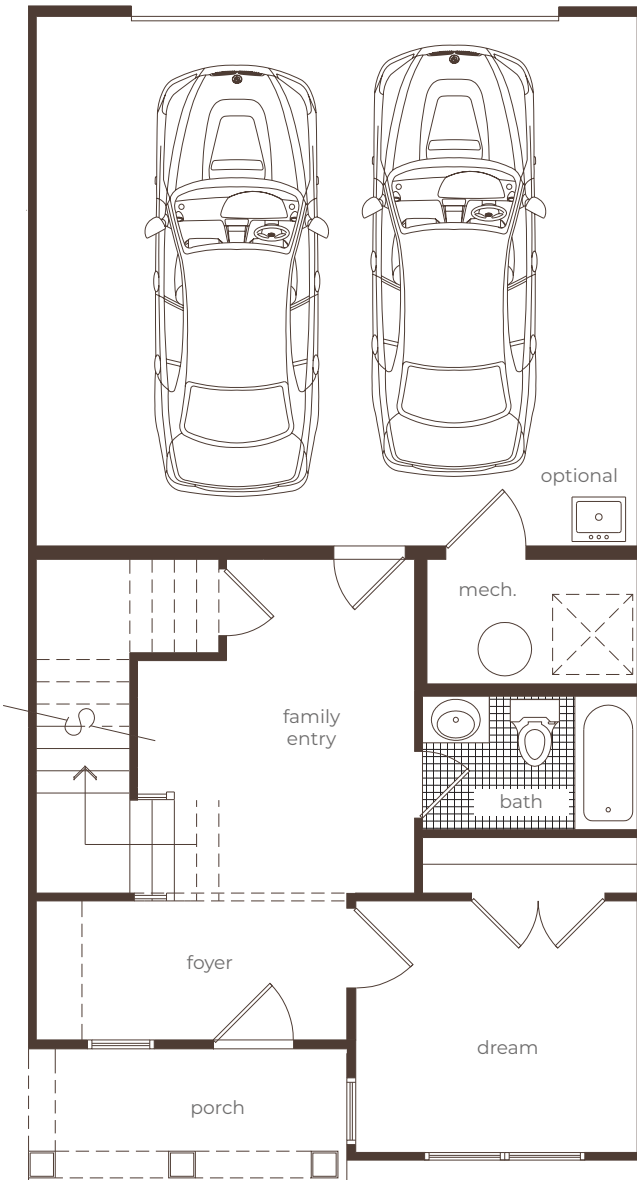 optional
mech.
family
entry
bath
foyer
dream
porch